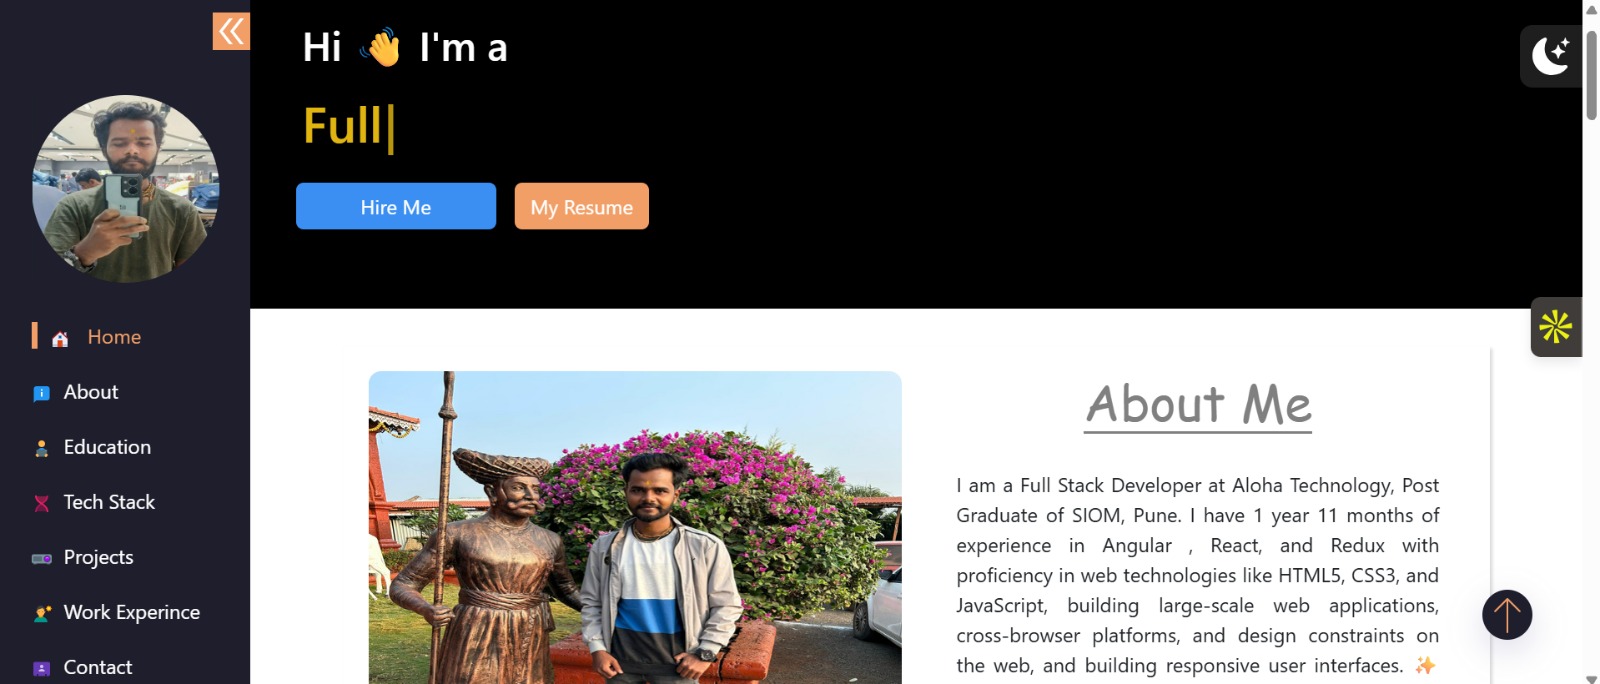 Hi 👋 I'm a
Full|
Hire Me
My Resume
Home
About
Education
Tech Stack
Projects
Work Experince
Contact
About Me
I am a Full Stack Developer at Aloha Technology, Post
Graduate of SIOM, Pune. I have 1 year 11 months of
experience in Angular , React, and Redux with
proficiency in web technologies like HTML5, CSS3, and
JavaScript, building large-scale web applications,
cross-browser platforms, and design constraints on
the web, and building responsive user interfaces. ✨